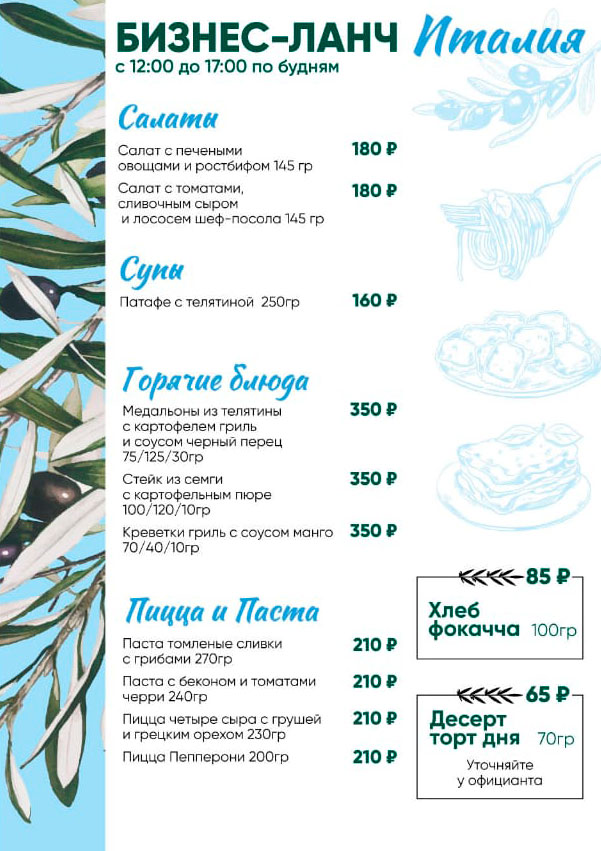 БИЗНЕС-ЛАНЧ Италия
с 12:00 до 17:00 по будням
Салаты
Салат с печеными 180 ₽
овощами и ростбифом 145 гр
Салат с томатами, 180 ₽
сливочным сыром
и лососем шеф-посола 145 гр
Супы
Патафе с телятиной 250гр 160 ₽
Горячие блюда
Медальоны из телятины 350 ₽
с картофелем гриль
и соусом черный перец
75/125/30гр
Стейк из семги 350 ₽
с картофельным пюре
100/120/10гр
Креветки гриль с соусом манго 350 ₽
70/40/10гр
Пицца и Паста
Паста томленые сливки 210 ₽
с грибами 270гр
Паста с беконом и томатами 210 ₽
черри 240гр
Пицца четыре сыра с грушей 210 ₽
и грецким орехом 230гр
Пицца Пепперони 200гр 210 ₽
85 ₽
Хлеб
фокачча 100гр
65 ₽
Десерт
торт дня 70гр
Уточняйте
у официанта